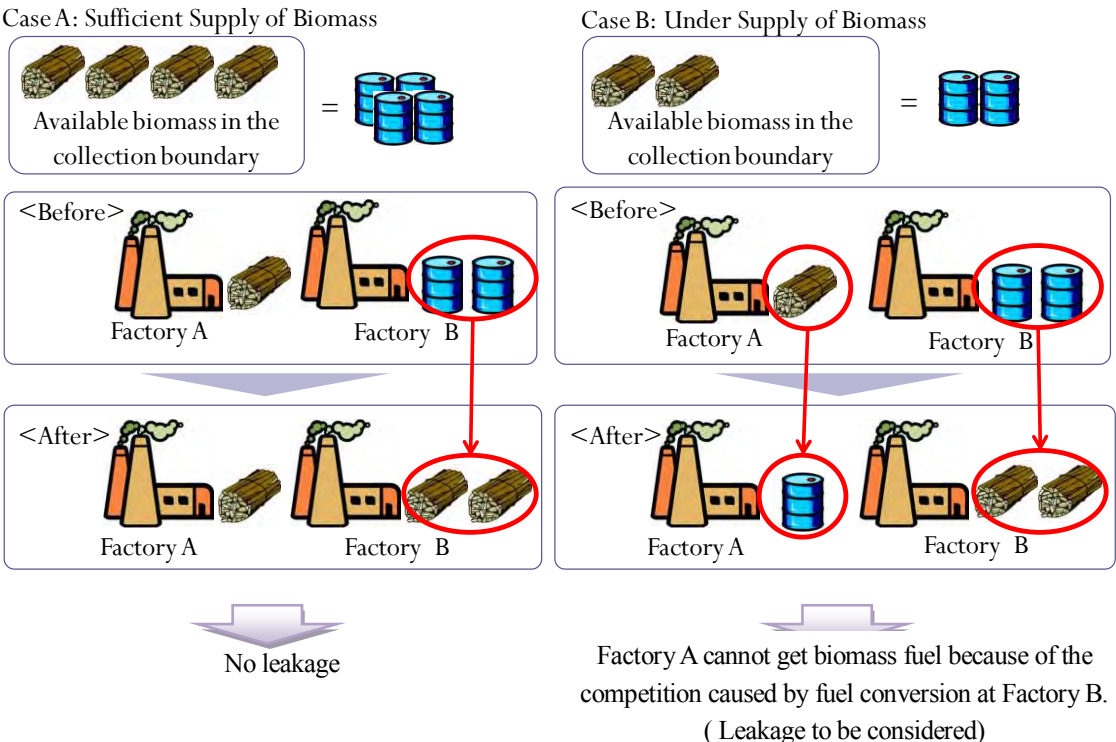 Case A: Sufficient Supply of Biomass
Available biomass in the
collection boundary
=
<Before>
Factory A
Factory B
<After>
Factory A
Factory B
No leakage
Case B: Under Supply of Biomass
Available biomass in the
collection boundary
=
<Before>
Factory A
Factory B
<After>
Factory A
Factory B
Factory A cannot get biomass fuel because of the
competition caused by fuel conversion at Factory B.
( Leakage to be considered)